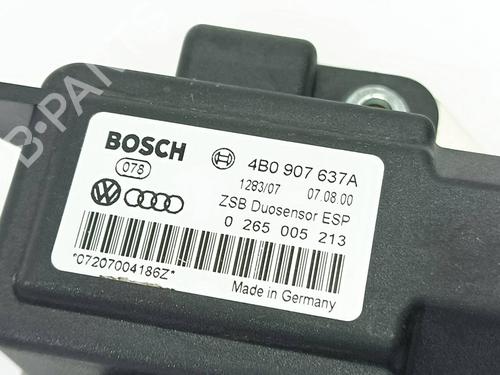 B-PARTS
BOSCH 4B0 907 637A
078 1283/07 07.08.00
ZSB Duosensor ESP
0 265 005 213
*07207004186Z* Made in Germany